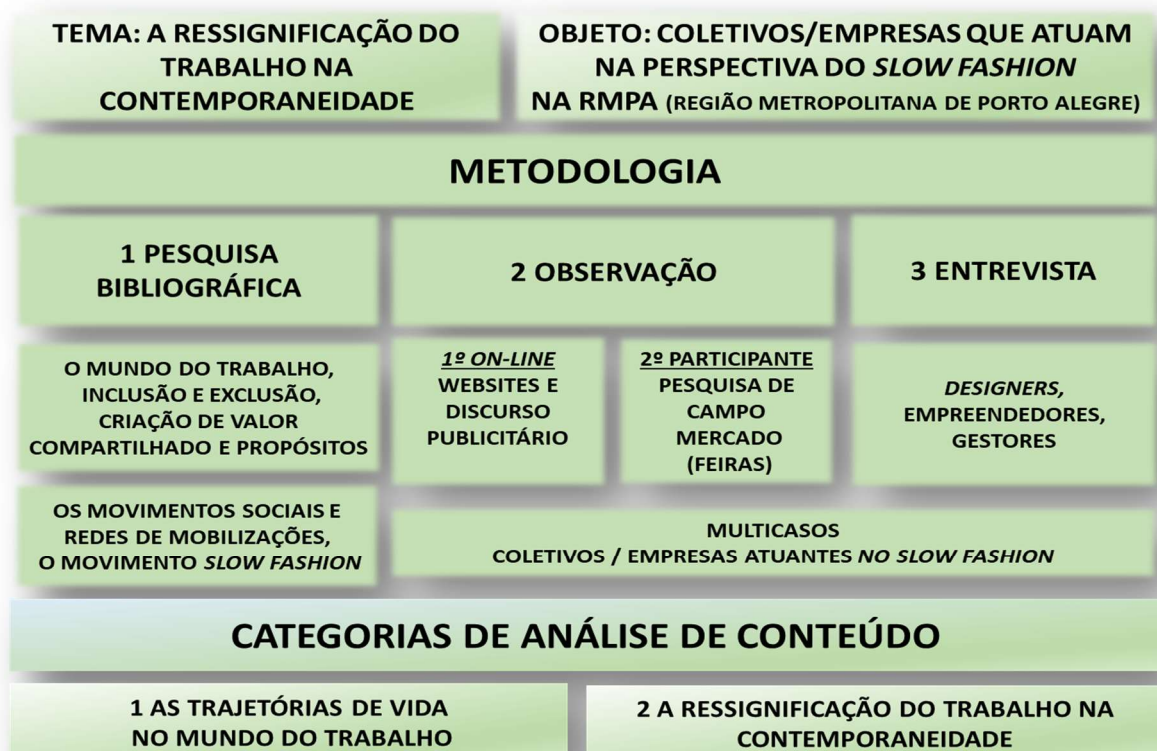 TEMA: A RESSIGNIFICAÇÃO DO
TRABALHO NA
CONTEMPORANEIDADE
OBJETO: COLETIVOS/EMPRESAS QUE ATUAM
NA PERSPECTIVA DO SLOW FASHION
NA RMPA (REGIÃO METROPOLITANA DE PORTO ALEGRE)
METODOLOGIA
1 PESQUISA
BIBLIOGRÁFICA
2 OBSERVAÇÃO
3 ENTREVISTA
O MUNDO DO TRABALHO,
INCLUSÃO E EXCLUSÃO,
CRIAÇÃO DE VALOR
COMPARTILHADO E PROPÓSITOS
1º ON-LINE
WEBSITES E
DISCURSO
PUBLICITÁRIO
2º PARTICIPANTE
PESQUISA DE
CAMPO
MERCADO
(FEIRAS)
DESIGNERS,
EMPREENDEDORES,
GESTORES
OS MOVIMENTOS SOCIAIS E
REDES DE MOBILIZAÇÕES,
O MOVIMENTO SLOW FASHION
MULTICASOS
COLETIVOS / EMPRESAS ATUANTES NO SLOW FASHION
CATEGORIAS DE ANÁLISE DE CONTEÚDO
1 AS TRAJETÓRIAS DE VIDA
NO MUNDO DO TRABALHO
2 A RESSIGNIFICAÇÃO DO TRABALHO NA
CONTEMPORANEIDADE